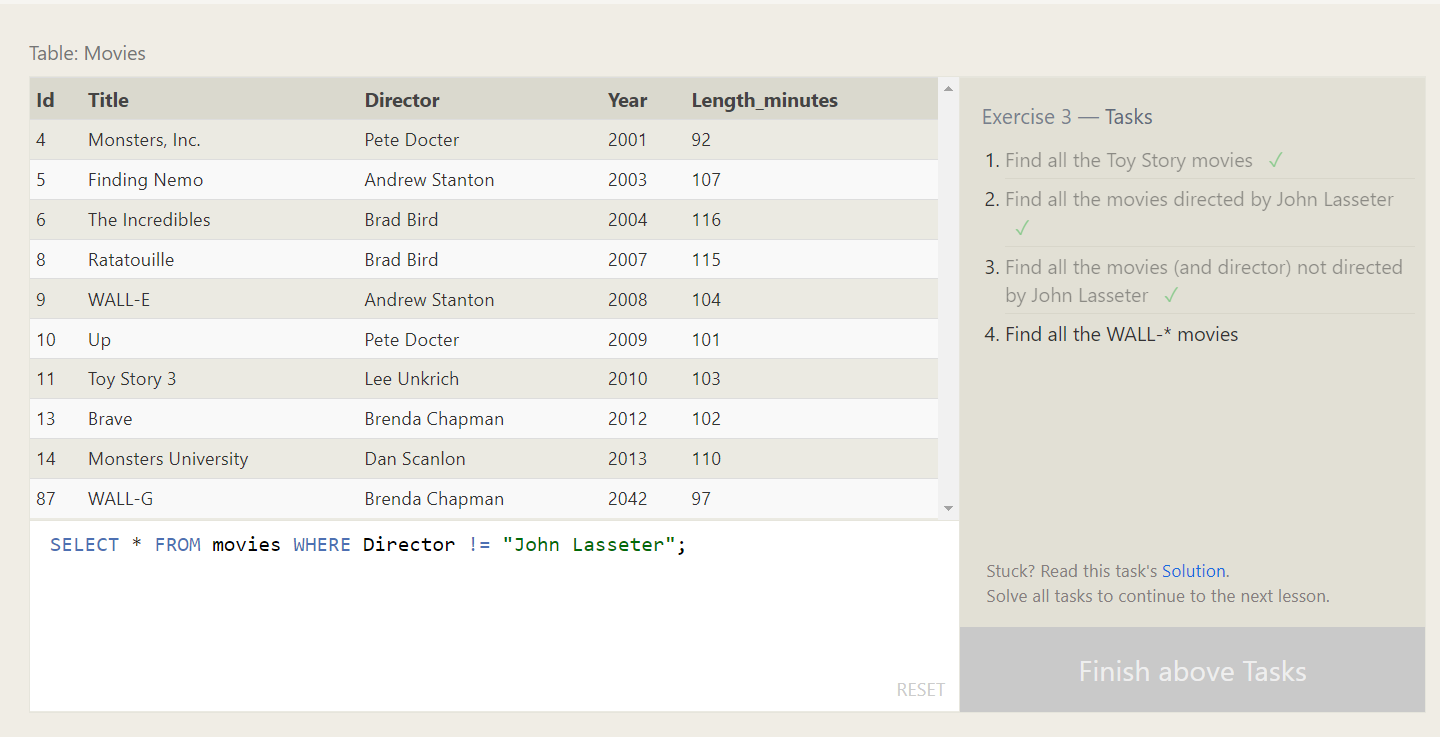 Table: Movies
Id Title Director Year Length_minutes
4 Monsters, Inc. Pete Docter 2001 92
5 Finding Nemo Andrew Stanton 2003 107
6 The Incredibles Brad Bird 2004 116
8 Ratatouille Brad Bird 2007 115
9 WALL-E Andrew Stanton 2008 104
10 Up Pete Docter 2009 101
11 Toy Story 3 Lee Unkrich 2010 103
13 Brave Brenda Chapman 2012 102
14 Monsters University Dan Scanlon 2013 110
87 WALL-G Brenda Chapman 2042 97
SELECT * FROM movies WHERE Director != "John Lasseter";
RESET
Exercise 3 — Tasks
1. Find all the Toy Story movies ✓
2. Find all the movies directed by John Lasseter
✓
3. Find all the movies (and director) not directed
by John Lasseter ✓
4. Find all the WALL-* movies
Stuck? Read this task's Solution.
Solve all tasks to continue to the next lesson.
Finish above Tasks